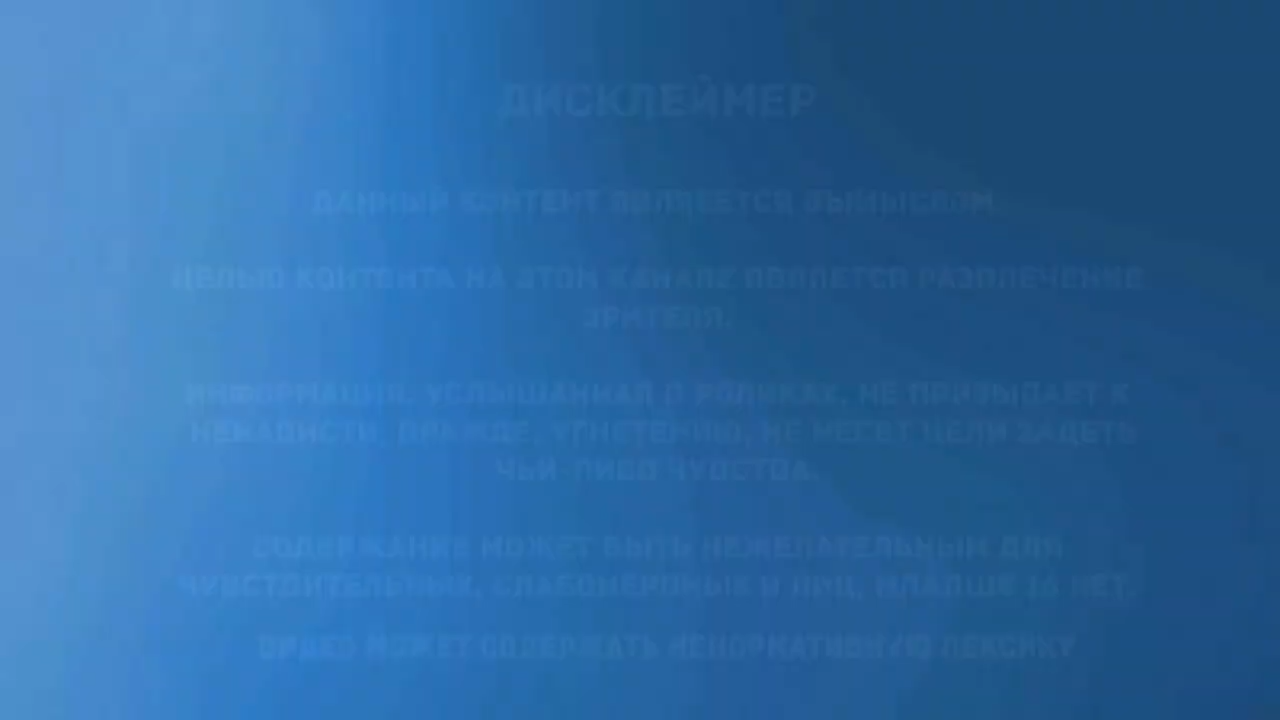 ДИСКЛЕЙМЕР
ДАННЫЙ КОНТЕНТ ЯВЛЯЕТСЯ ВЫМЫСЛОМ
ЦЕЛЬЮ КОНТЕНТА НА ЭТОМ КАНАЛЕ ЯВЛЯЕТСЯ РАЗВЛЕЧЕНИЕ
ЗРИТЕЛЯ.
ИНФОРМАЦИЯ, УСЛЫШАННАЯ В РОЛИКАХ, НЕ ПРИЗЫВАЕТ К
НЕНАВИСТИ, ВРАЖДЕ, УГНЕТЕНИЮ, НЕ НЕСЕТ ЦЕЛИ ЗАДЕТЬ
ЧЬИ-ЛИБО ЧУВСТВА.
СОДЕРЖАНИЕ МОЖЕТ БЫТЬ НЕЖЕЛАТЕЛЬНЫМ ДЛЯ
ЧУВСТВИТЕЛЬНЫХ, СЛАБОНЕРВНЫХ И ЛИЦ, МЛАДШЕ ЛЕТ.
ВИДЕО МОЖЕТ СОДЕРЖАТЬ НЕНОРМАТИВНУЮ ЛЕКСИКУ